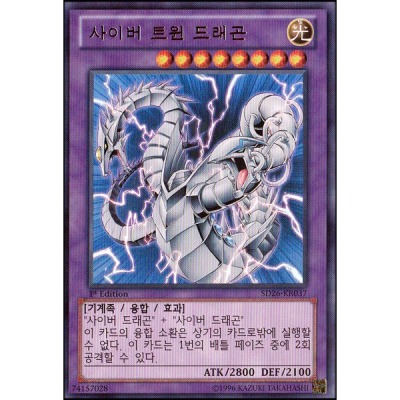 사이버 트윈 드래곤
光
1st Edition
SD26-KR037
[기계족 / 융합 / 효과]
"사이버 드래곤" + "사이버 드래곤"
이 카드의 융합 소환은 상기의 카드로밖에 실행할
수 없다. 이 카드는 1번의 배틀 페이즈 중에 2회
공격할 수 있다.
ATK/2800 DEF/2100
74157028
©1996 KAZUKI TAKAHASHI